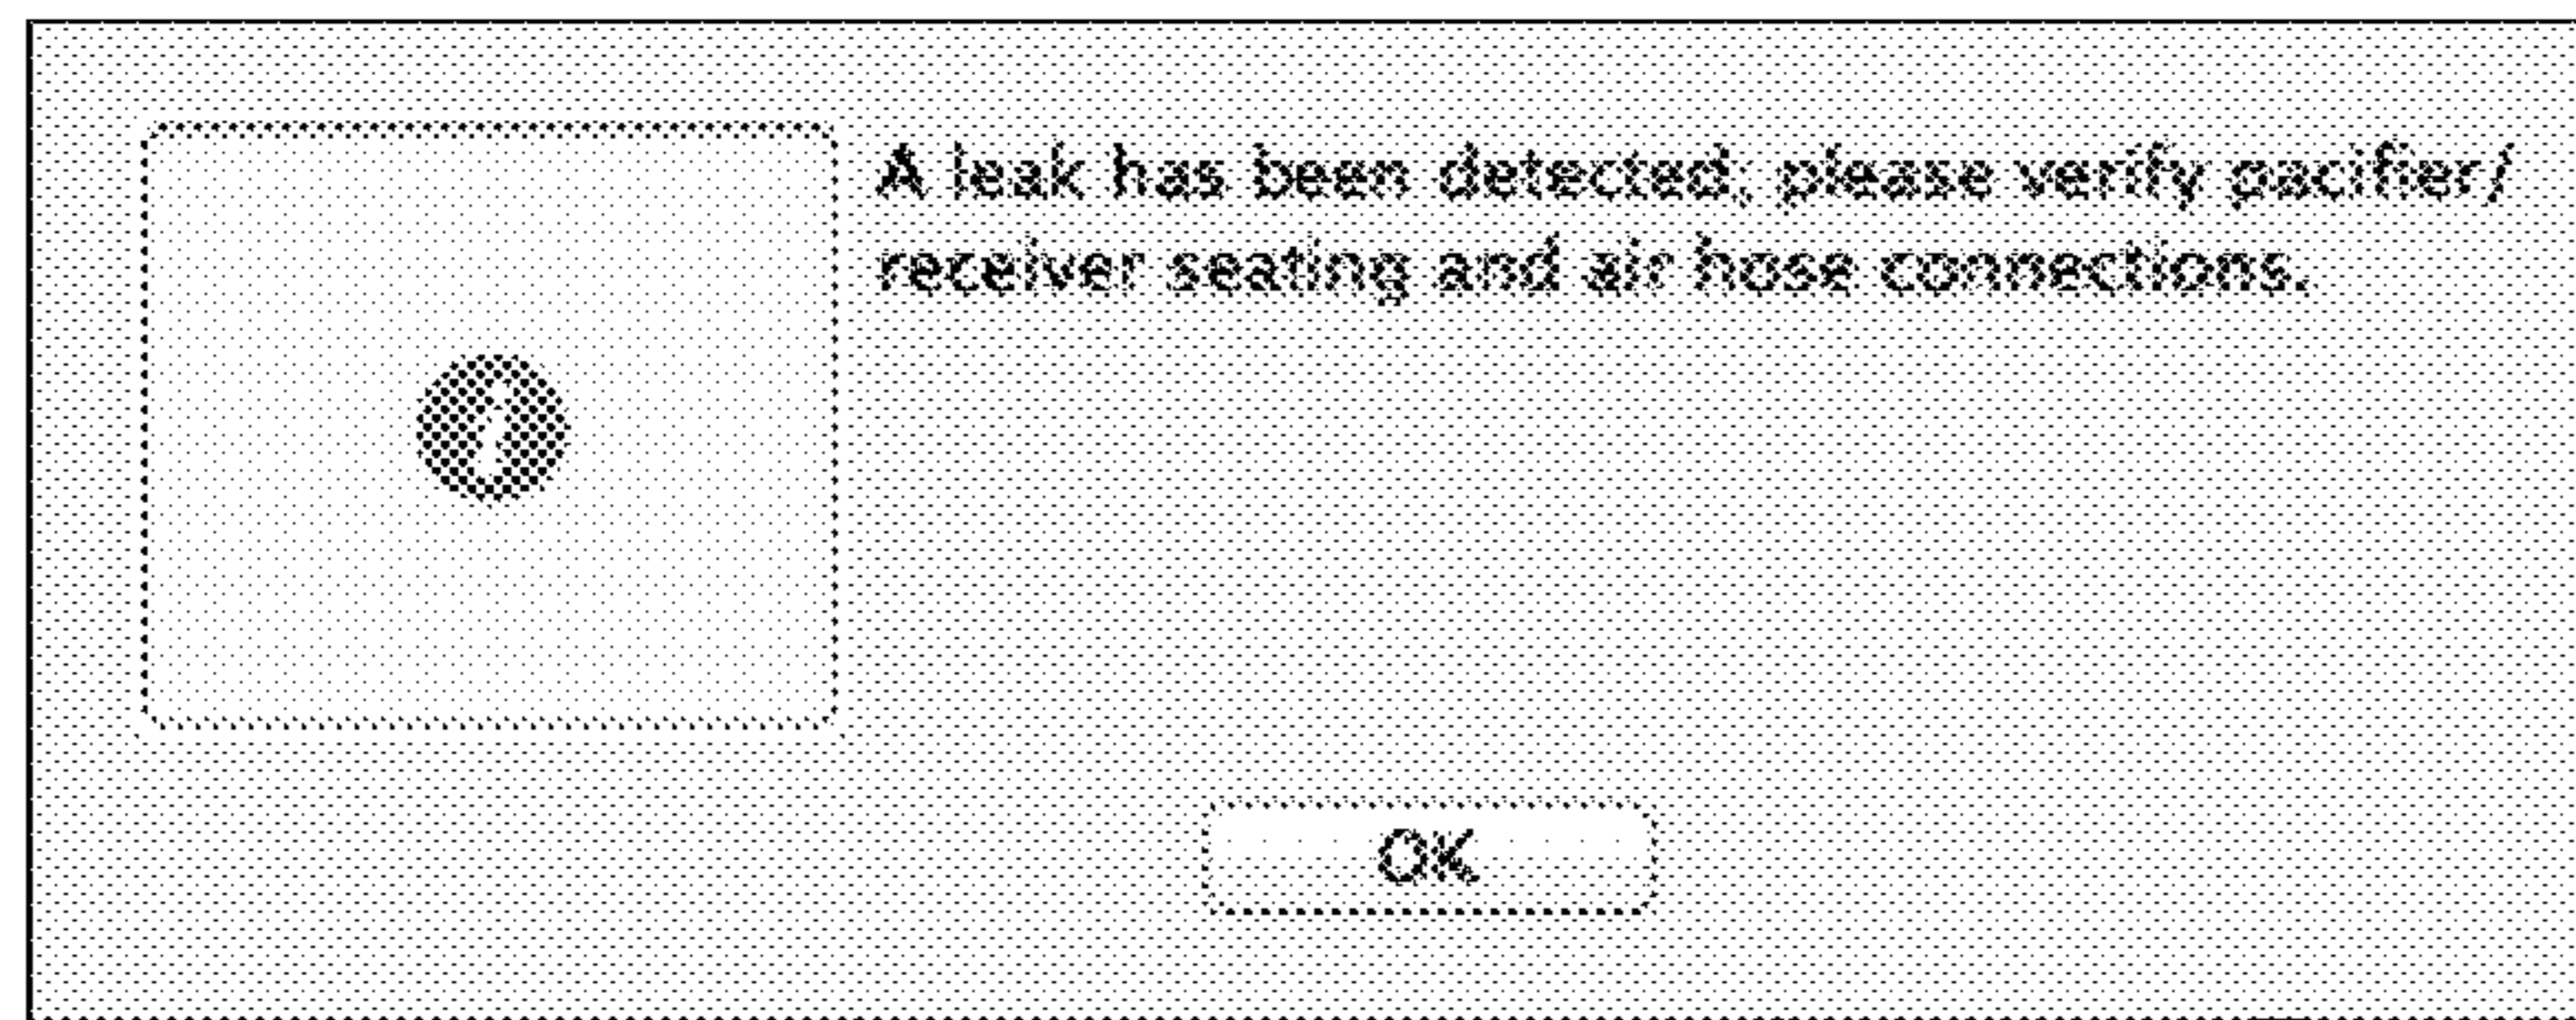 A leak has been detected, please verify pacifier/
receiver seating and air hose connections.
i
OK